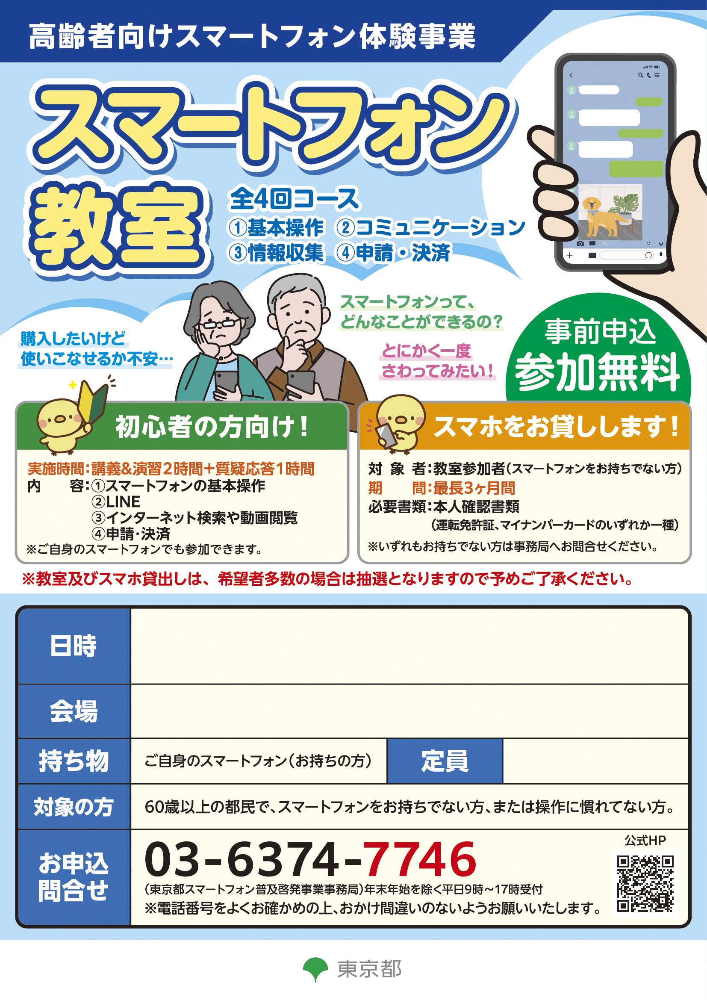 高齢者向けスマートフォン体験事業
スマートフォン
教室
全4回コース
①基本操作 ②コミュニケーション
③情報収集 ④申請・決済
スマートフォンって、
どんなことができるの？
購入したいけど
使いこなせるか不安…
とにかく一度
さわってみたい！
事前申込
参加無料
初心者の方向け！
実施時間：講義&演習2時間＋質疑応答1時間
内 容：①スマートフォンの基本操作
②LINE
③インターネット検索や動画閲覧
④申請・決済
※ご自身のスマートフォンでも参加できます。
スマホをお貸しします！
対 象 者：教室参加者（スマートフォンをお持ちでない方）
期 間：最長3ヶ月間
必要書類：本人確認書類
（運転免許証、マイナンバーカードのいずれか一種）
※いずれもお持ちでない方は事務局へお問合せください。
※教室及びスマホ貸出しは、希望者多数の場合は抽選となりますので予めご了承ください。
日時
会場
持ち物 ご自身のスマートフォン（お持ちの方） 定員
対象の方 60歳以上の都民で、スマートフォンをお持ちでない方、または操作に慣れてない方。
お申込
問合せ
03-6374-7746
（東京都スマートフォン普及啓発事業事務局）年末年始を除く平日9時～17時受付
※電話番号をよくお確かめの上、おかけ間違いのないようお願いいたします。
公式HP
Aa
東京都